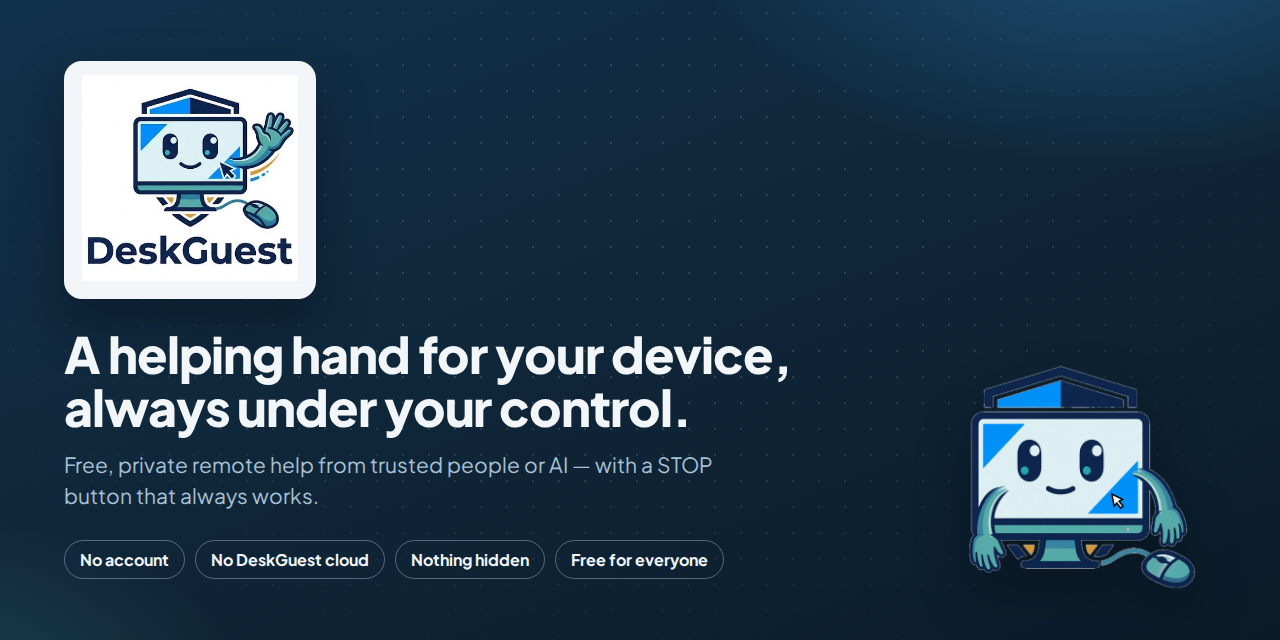 DeskGuest
A helping hand for your device,
always under your control.
Free, private remote help from trusted people or AI — with a STOP
button that always works.
No account
No DeskGuest cloud
Nothing hidden
Free for everyone